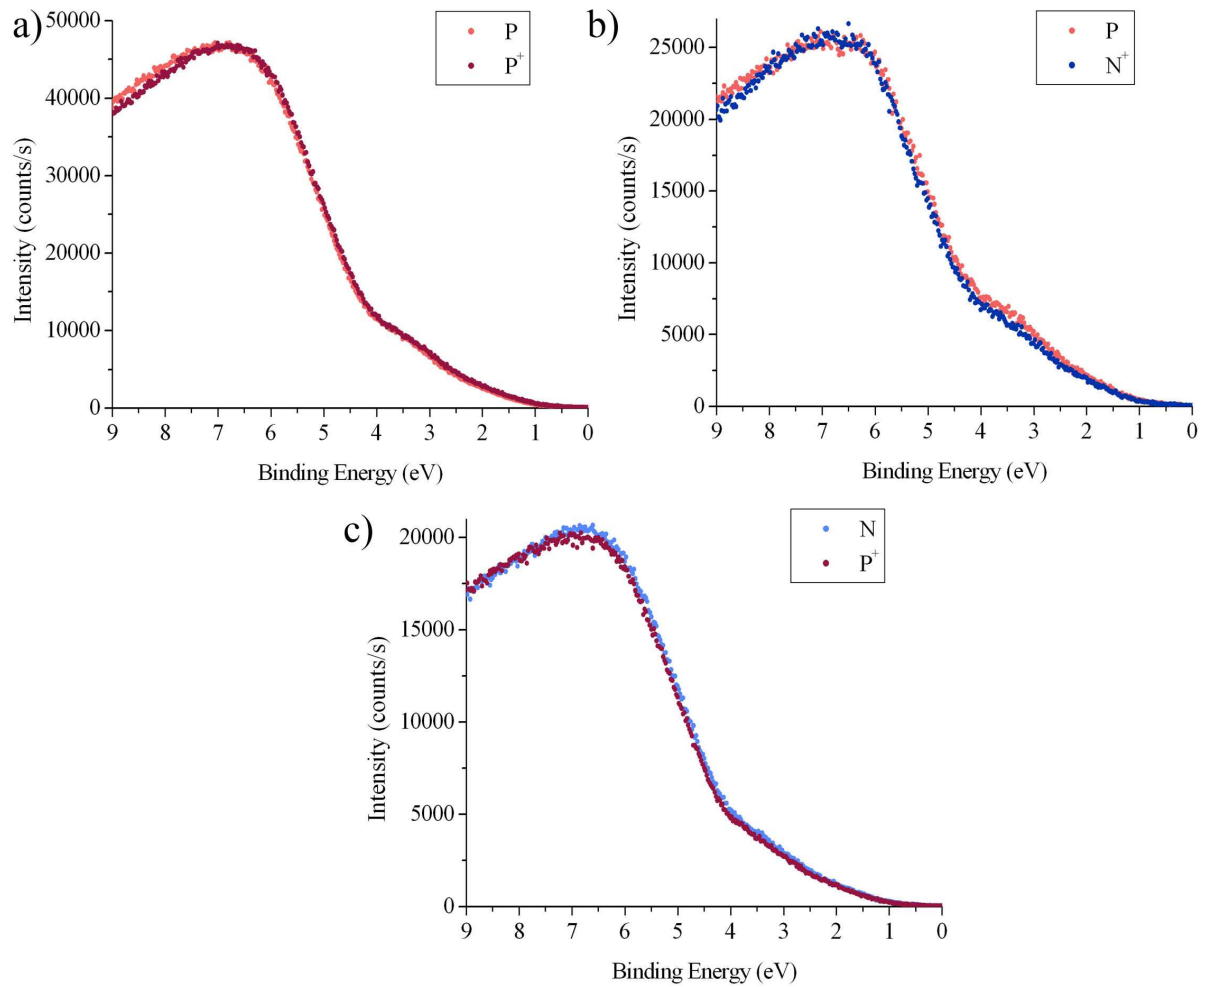 a)
50000
40000
30000
20000
10000
0
Intensity (counts/s)
9 8 7 6 5 4 3 2 1 0
Binding Energy (eV)
P
P+
b)
25000
20000
15000
10000
5000
0
Intensity (counts/s)
9 8 7 6 5 4 3 2 1 0
Binding Energy (eV)
P
N+
c)
20000
15000
10000
5000
0
Intensity (counts/s)
9 8 7 6 5 4 3 2 1 0
Binding Energy (eV)
N
P+